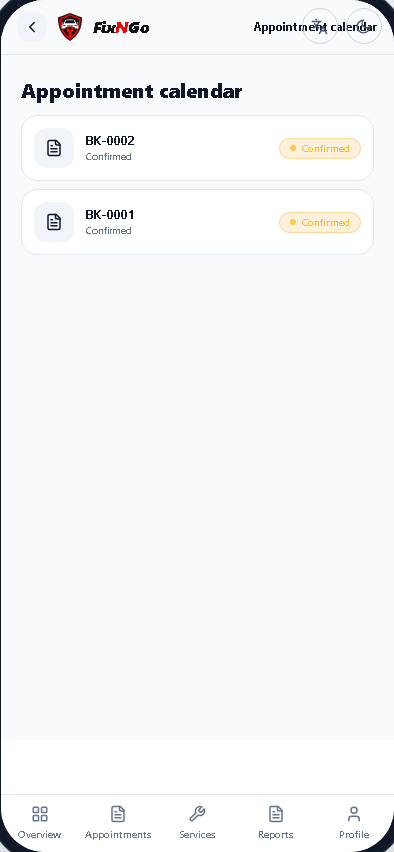 FixNGo
Appointment calendar
Appointment calendar
BK-0002
Confirmed
Confirmed
BK-0001
Confirmed
Confirmed
Overview
Appointments
Services
Reports
Profile